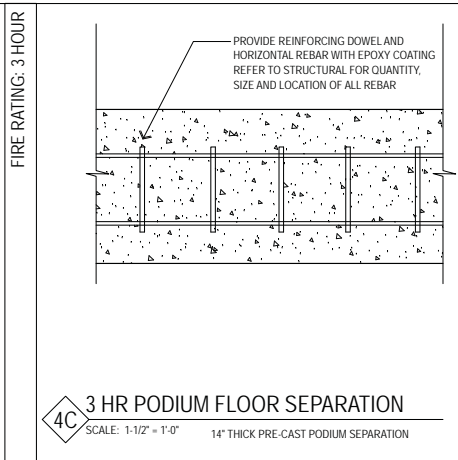 FIRE RATING: 3 HOUR
PROVIDE REINFORCING DOWEL AND
HORIZONTAL REBAR WITH EPOXY COATING
REFER TO STRUCTURAL FOR QUANTITY,
SIZE AND LOCATION OF ALL REBAR
4C
3 HR PODIUM FLOOR SEPARATION
SCALE: 1-1/2" = 1'-0"
14" THICK PRE-CAST PODIUM SEPARATION